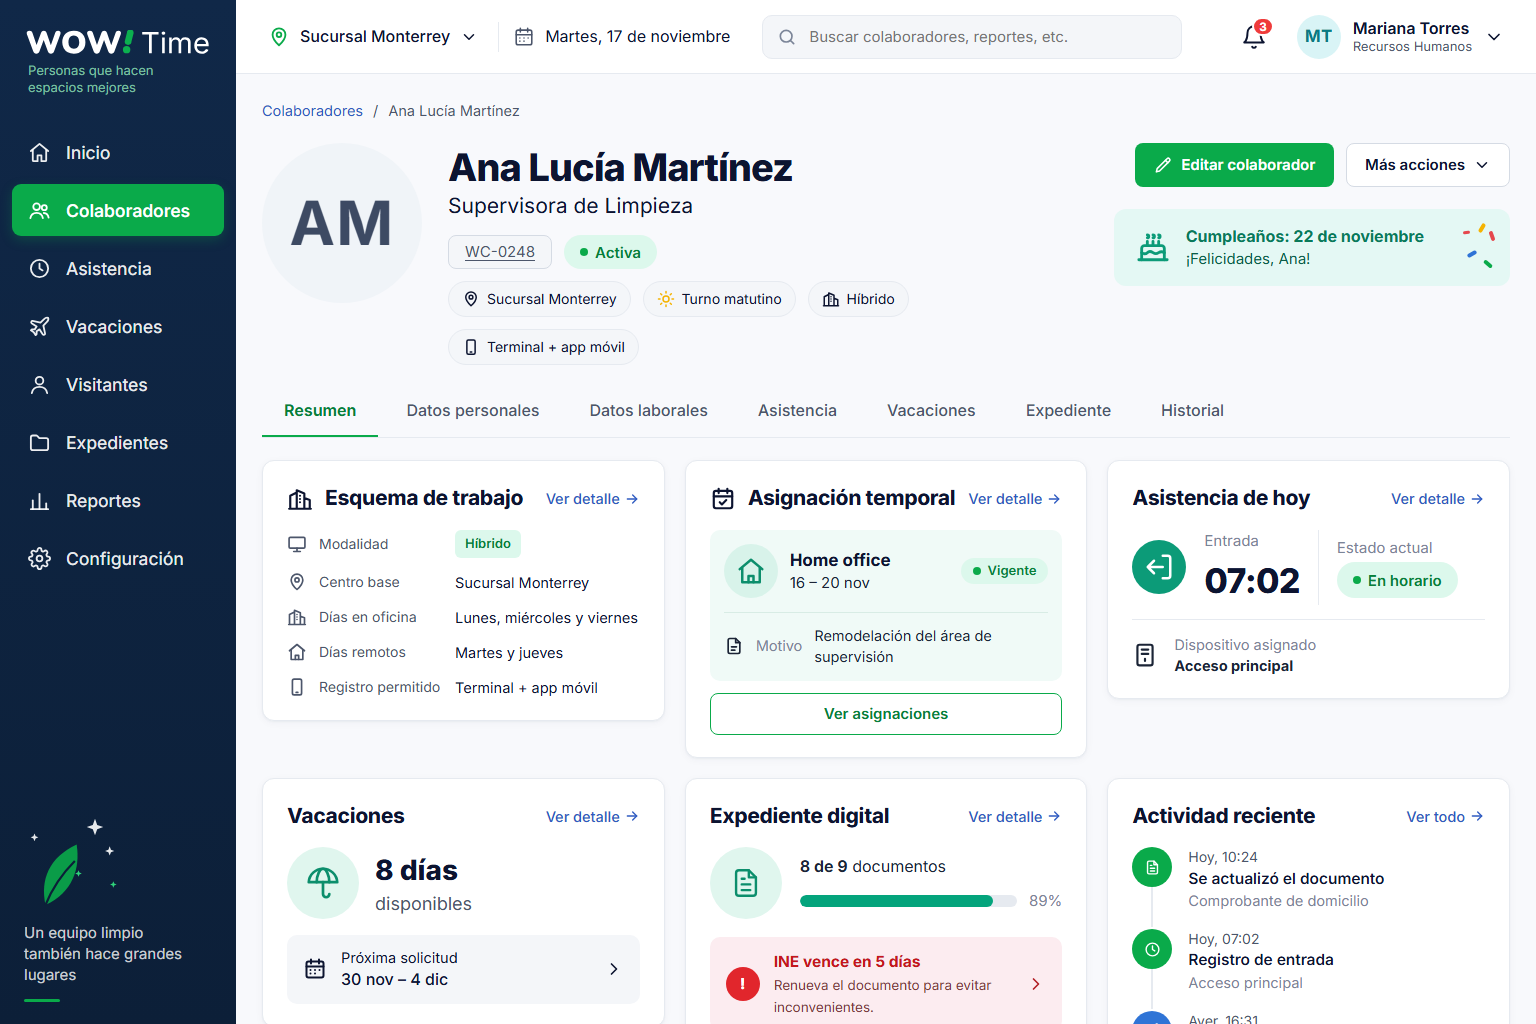 WOW! Time
Personas que hacen
espacios mejores
Inicio
Colaboradores
Asistencia
Vacaciones
Visitantes
Expedientes
Reportes
Configuración
Un equipo limpio
también hace grandes
lugares
Sucursal Monterrey
Martes, 17 de noviembre
Buscar colaboradores, reportes, etc.
3
MT
Mariana Torres
Recursos Humanos
Colaboradores / Ana Lucía Martínez
AM
Ana Lucía Martínez
Supervisora de Limpieza
WC-0248
Activa
Sucursal Monterrey
Turno matutino
Híbrido
Terminal + app móvil
Editar colaborador
Más acciones
Cumpleaños: 22 de noviembre
¡Felicidades, Ana!
Resumen
Datos personales
Datos laborales
Asistencia
Vacaciones
Expediente
Historial
Esquema de trabajo
Ver detalle →
Modalidad
Híbrido
Centro base
Sucursal Monterrey
Días en oficina
Lunes, miércoles y viernes
Días remotos
Martes y jueves
Registro permitido
Terminal + app móvil
Asignación temporal
Ver detalle →
Home office
16 – 20 nov
Vigente
Motivo
Remodelación del área de
supervisión
Ver asignaciones
Asistencia de hoy
Ver detalle →
Entrada
07:02
Estado actual
En horario
Dispositivo asignado
Acceso principal
Vacaciones
Ver detalle →
8 días
disponibles
Próxima solicitud
30 nov – 4 dic
Expediente digital
Ver detalle →
8 de 9 documentos
89%
INE vence en 5 días
Renueva el documento para evitar
inconvenientes.
Actividad reciente
Ver todo →
Hoy, 10:24
Se actualizó el documento
Comprobante de domicilio
Hoy, 07:02
Registro de entrada
Acceso principal
Ayer, 16:31